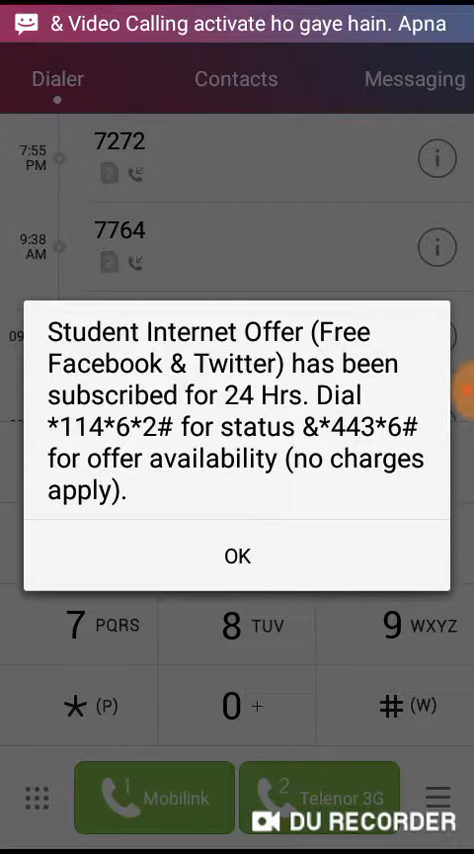 & Video Calling activate ho gaye hain. Apna
Dialer Contacts Messaging
7:55 PM
7272
9:38 AM
7764
09
Student Internet Offer (Free
Facebook & Twitter) has been
subscribed for 24 Hrs. Dial
*114*6*2# for status &*443*6#
for offer availability (no charges
apply).
OK
7 PQRS 8 TUV 9 WXYZ
* (P) 0 + # (W)
1 Mobilink 2 Telenor 3G
DU RECORDER